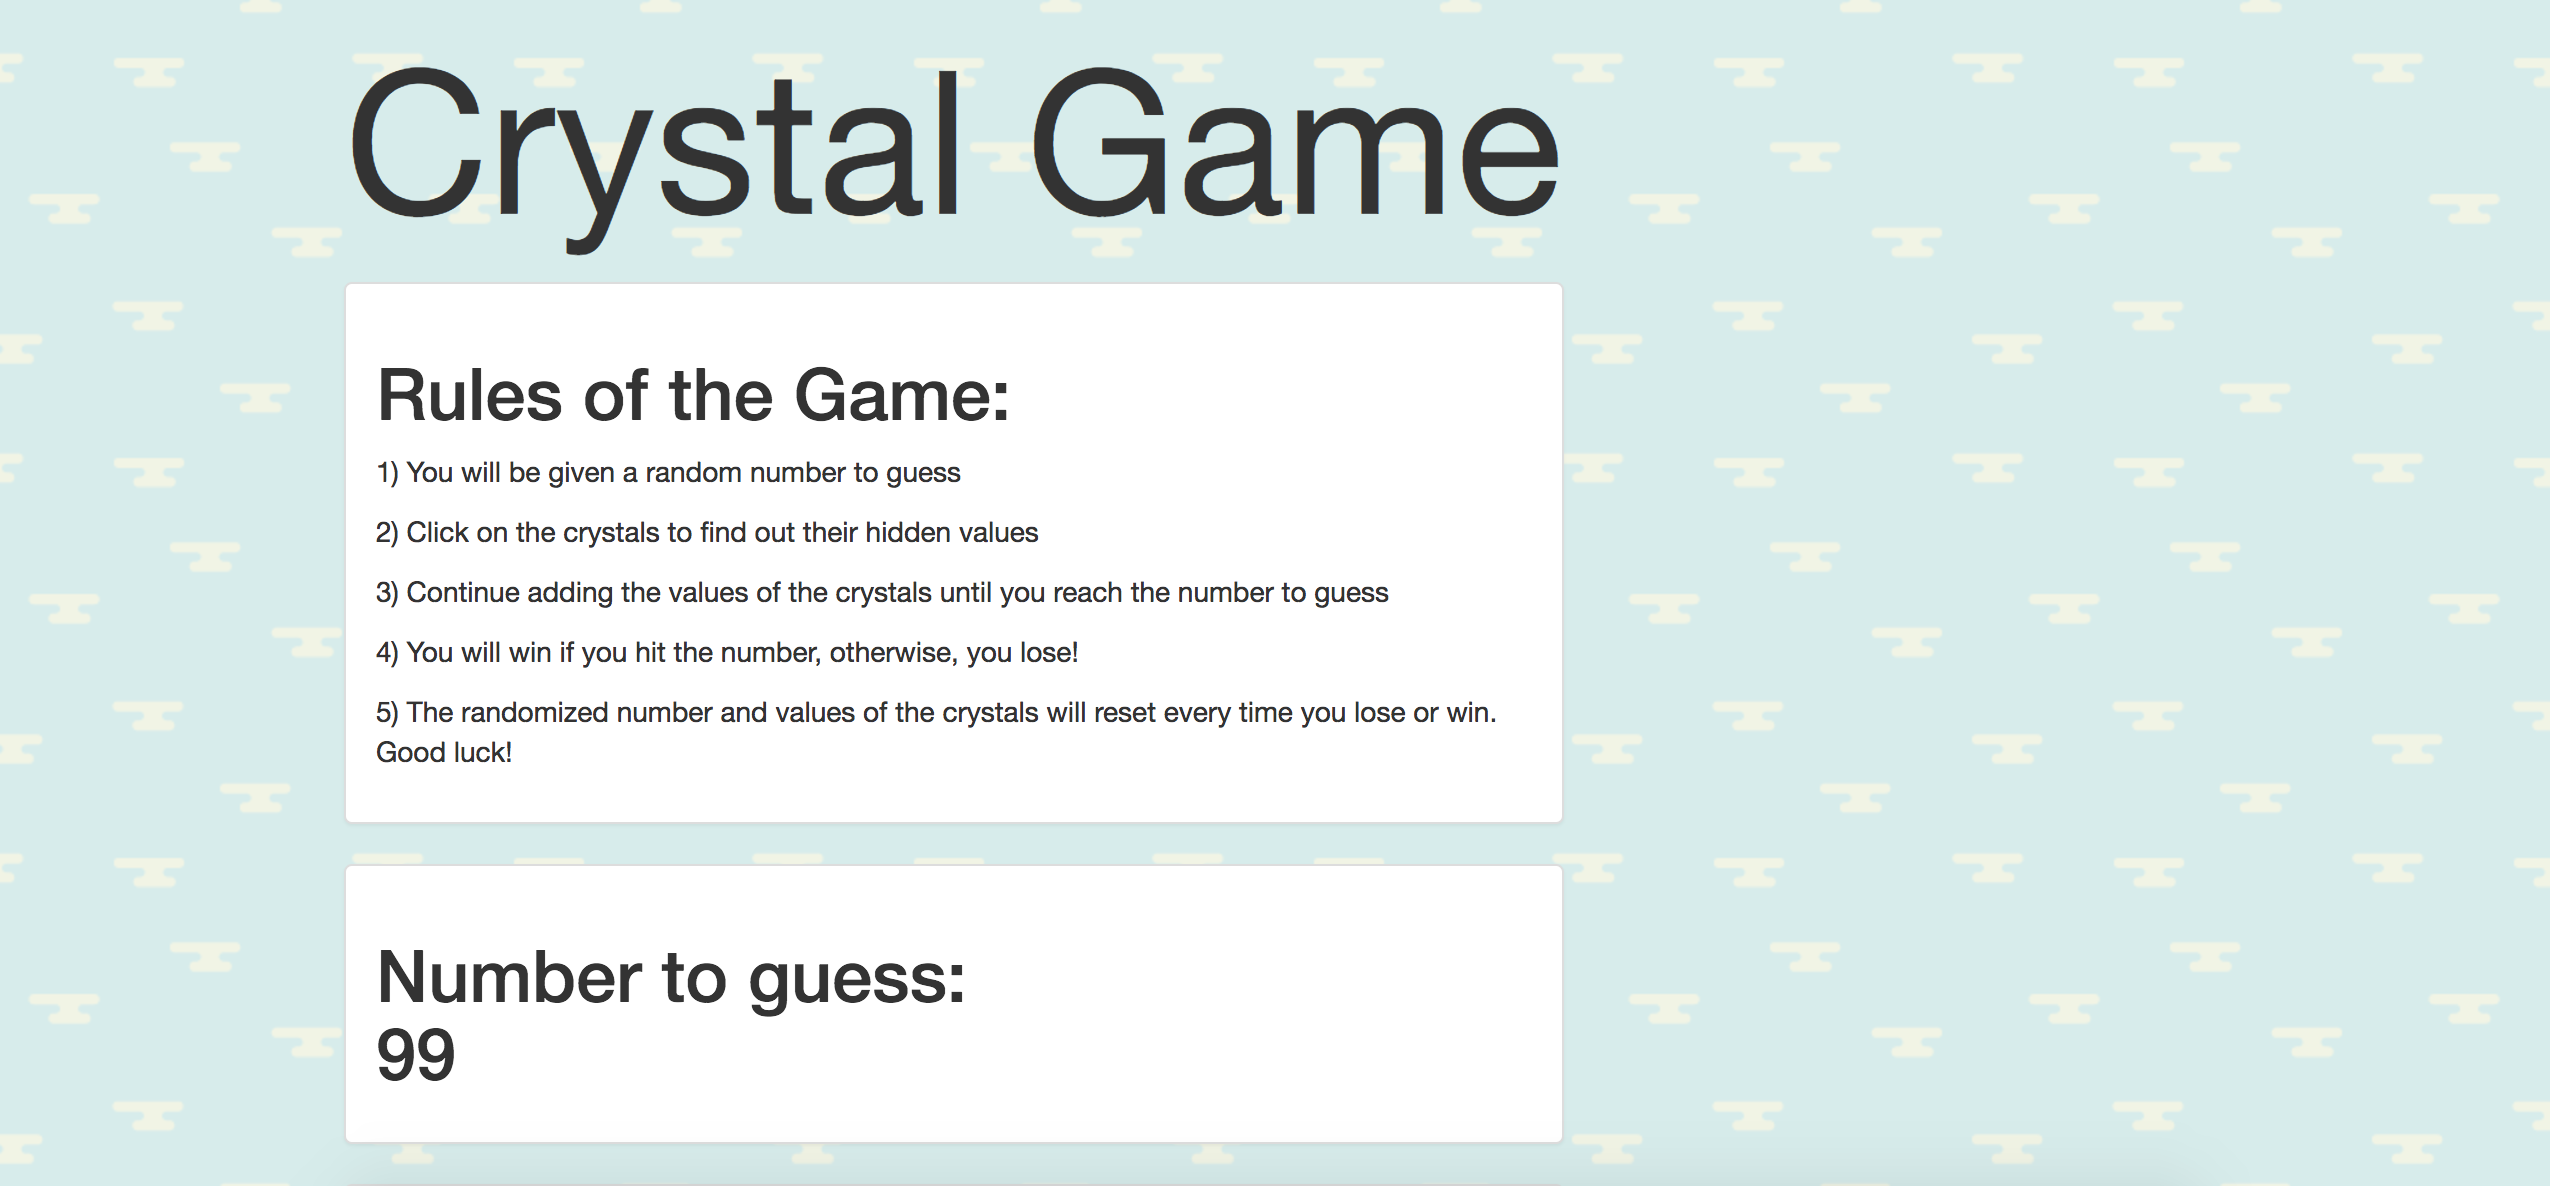 Crystal Game
Rules of the Game:
1) You will be given a random number to guess
2) Click on the crystals to find out their hidden values
3) Continue adding the values of the crystals until you reach the number to guess
4) You will win if you hit the number, otherwise, you lose!
5) The randomized number and values of the crystals will reset every time you lose or win.
Good luck!
Number to guess:
99